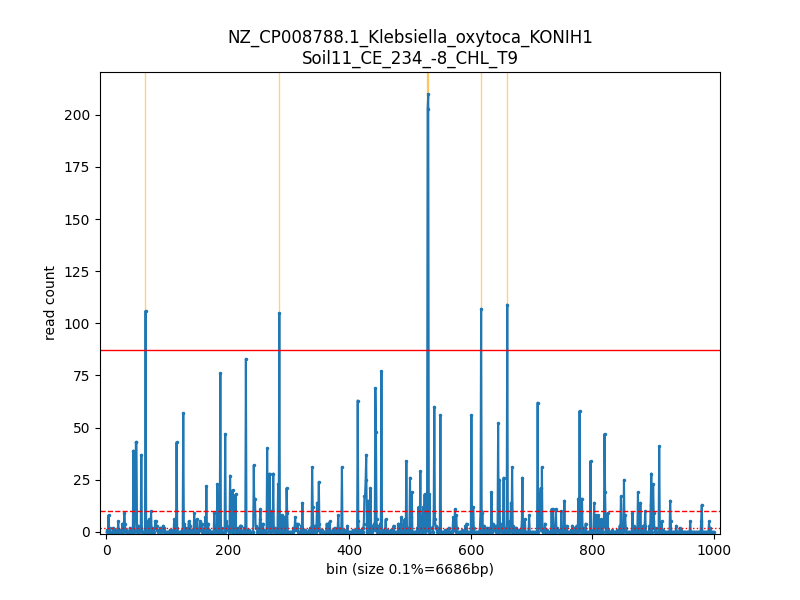 NZ_CP008788.1_Klebsiella_oxytoca_KONIH1
Soil11_CE_234_-8_CHL_T9
read count
200
175
150
125
100
75
50
25
0
0 200 400 600 800 1000
bin (size 0.1%=6686bp)